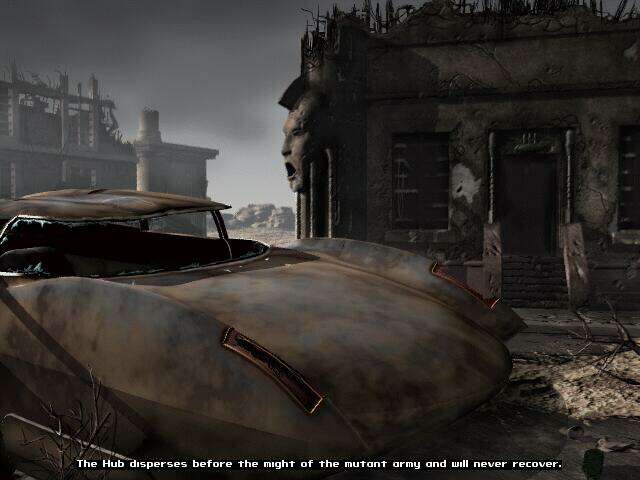 The Hub disperses before the might of the mutant army and will never recover.